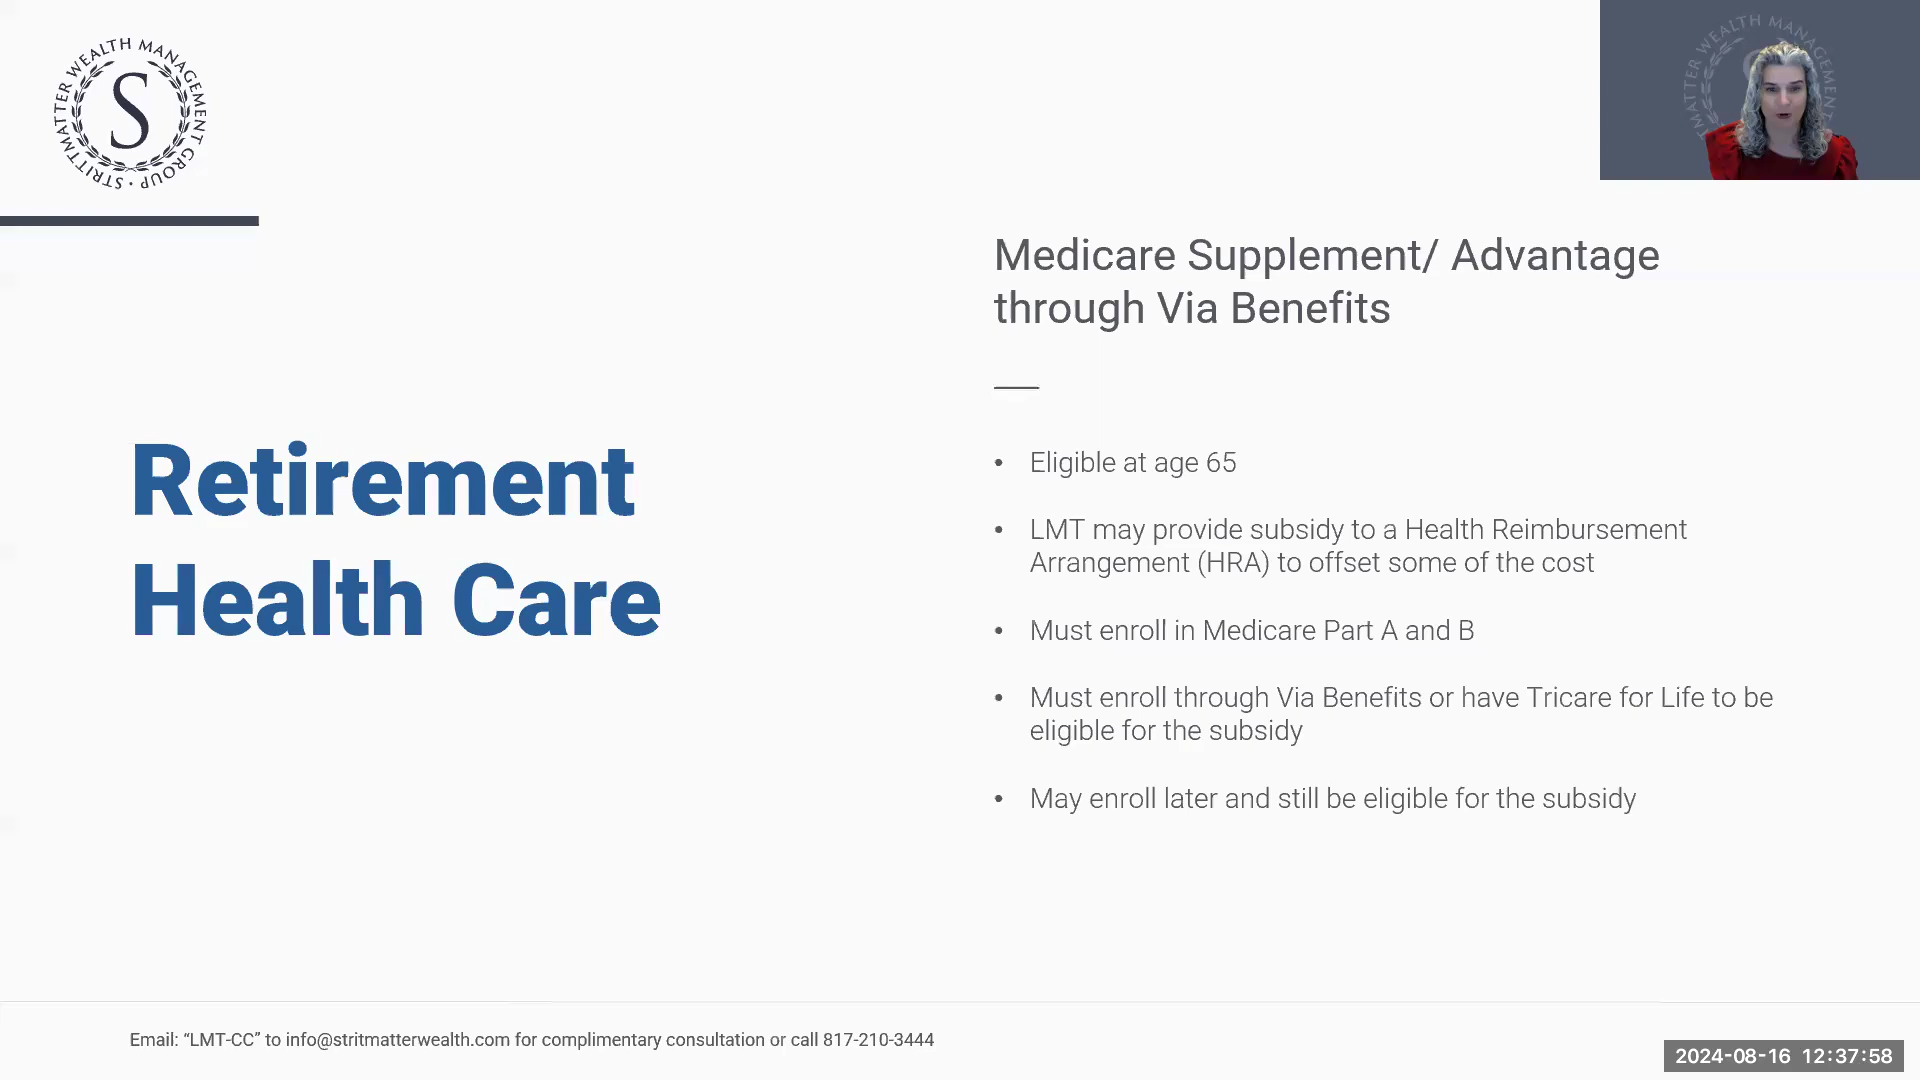 STRITTMATTER WEALTH MANAGEMENT GROUP ·
S
MATTER WEALTH MANAGEMENT
Medicare Supplement/ Advantage
through Via Benefits
Retirement
Health Care
• Eligible at age 65
• LMT may provide subsidy to a Health Reimbursement
Arrangement (HRA) to offset some of the cost
• Must enroll in Medicare Part A and B
• Must enroll through Via Benefits or have Tricare for Life to be
eligible for the subsidy
• May enroll later and still be eligible for the subsidy
Email: “LMT-CC” to info@stritmatterwealth.com for complimentary consultation or call 817-210-3444
2024-08-16 12:37:58